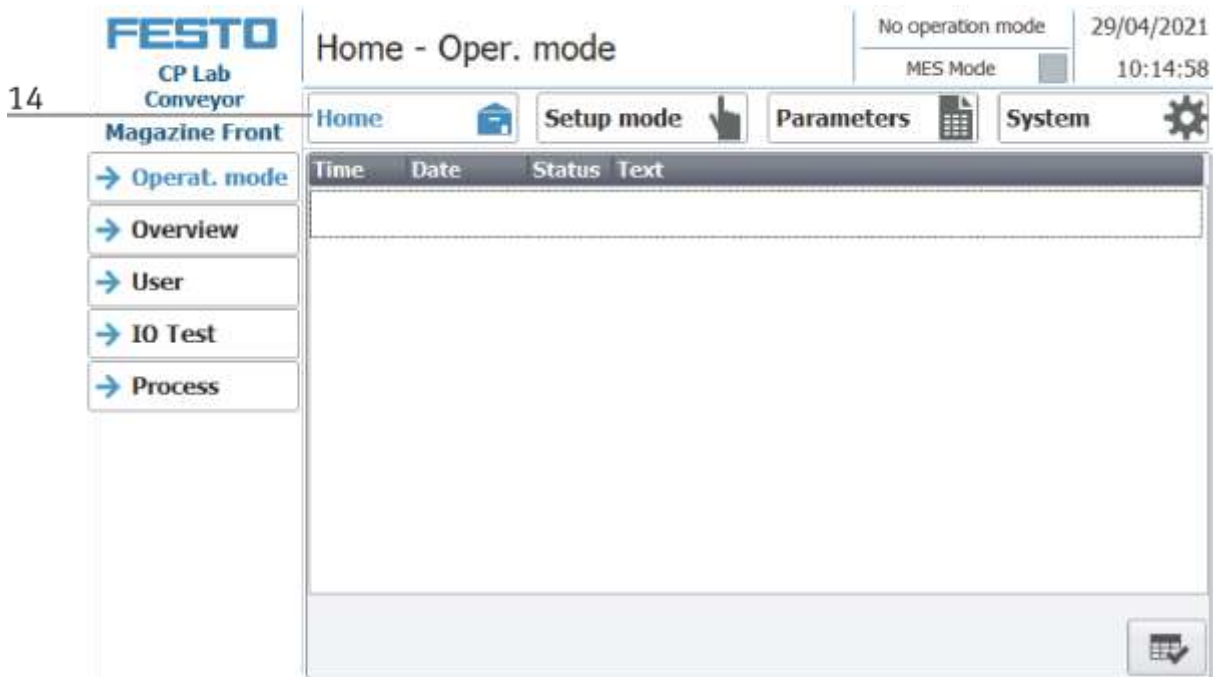 FESTO
CP Lab
Conveyor
Magazine Front
Home - Oper. mode
No operation mode
MES Mode
29/04/2021
10:14:58
14
Home
Setup mode
Parameters
System
Operat. mode
Overview
User
IO Test
Process
Time Date Status Text